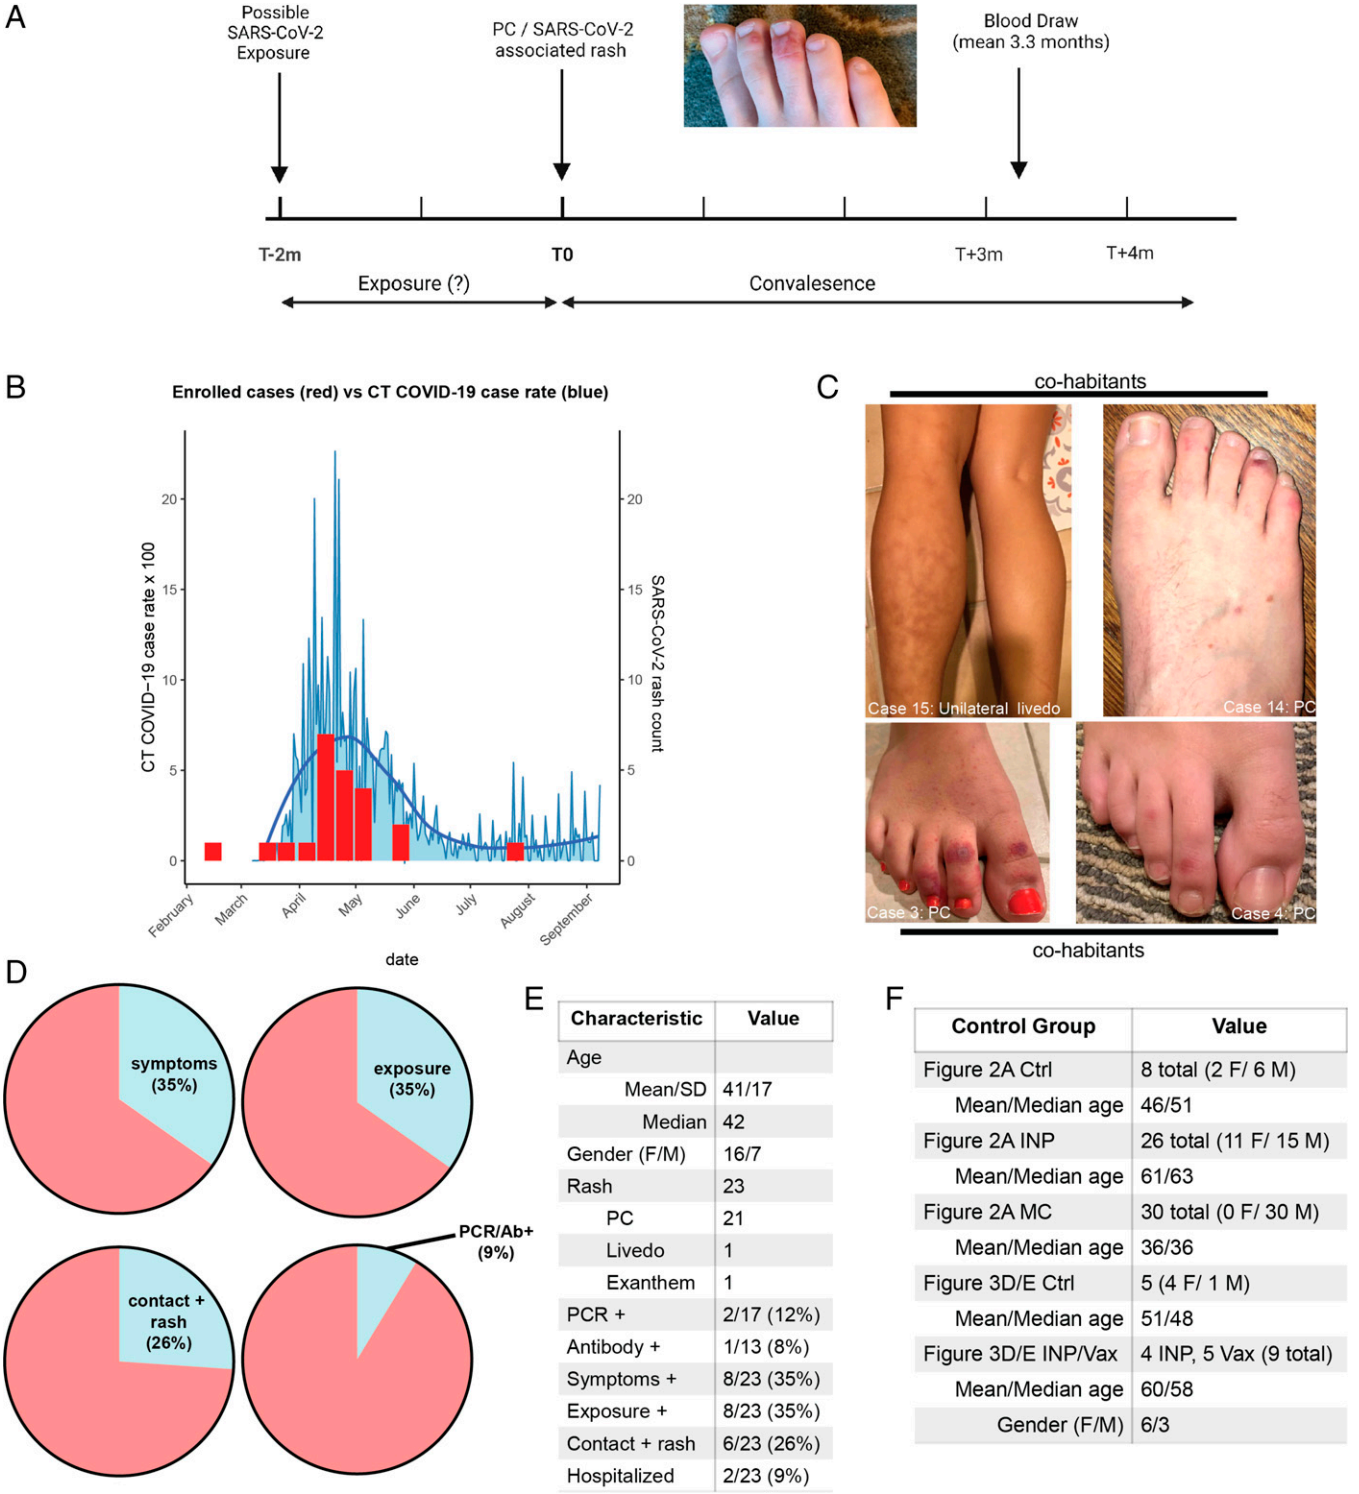 A
Possible
SARS-CoV-2
Exposure
PC / SARS-CoV-2
associated rash
Blood Draw
(mean 3.3 months)
T-2m
T0
T+3m
T+4m
Exposure (?)
Convalesence
B
Enrolled cases (red) vs CT COVID-19 case rate (blue)
CT COVID−19 case rate x 100
20
15
10
5
0
20
15
10
5
0
SARS-CoV-2 rash count
February
March
April
May
June
July
August
September
date
C
co-habitants
Case 15: Unilateral livedo
Case 14: PC
Case 3: PC
Case 4: PC
co-habitants
D
symptoms
(35%)
exposure
(35%)
contact +
rash
(26%)
PCR/Ab+
(9%)
E
Characteristic Value
Age
Mean/SD 41/17
Median 42
Gender (F/M) 16/7
Rash 23
PC 21
Livedo 1
Exanthem 1
PCR + 2/17 (12%)
Antibody + 1/13 (8%)
Symptoms + 8/23 (35%)
Exposure + 8/23 (35%)
Contact + rash 6/23 (26%)
Hospitalized 2/23 (9%)
F
Control Group Value
Figure 2A Ctrl 8 total (2 F/ 6 M)
Mean/Median age 46/51
Figure 2A INP 26 total (11 F/ 15 M)
Mean/Median age 61/63
Figure 2A MC 30 total (0 F/ 30 M)
Mean/Median age 36/36
Figure 3D/E Ctrl 5 (4 F/ 1 M)
Mean/Median age 51/48
Figure 3D/E INP/Vax 4 INP, 5 Vax (9 total)
Mean/Median age 60/58
Gender (F/M) 6/3